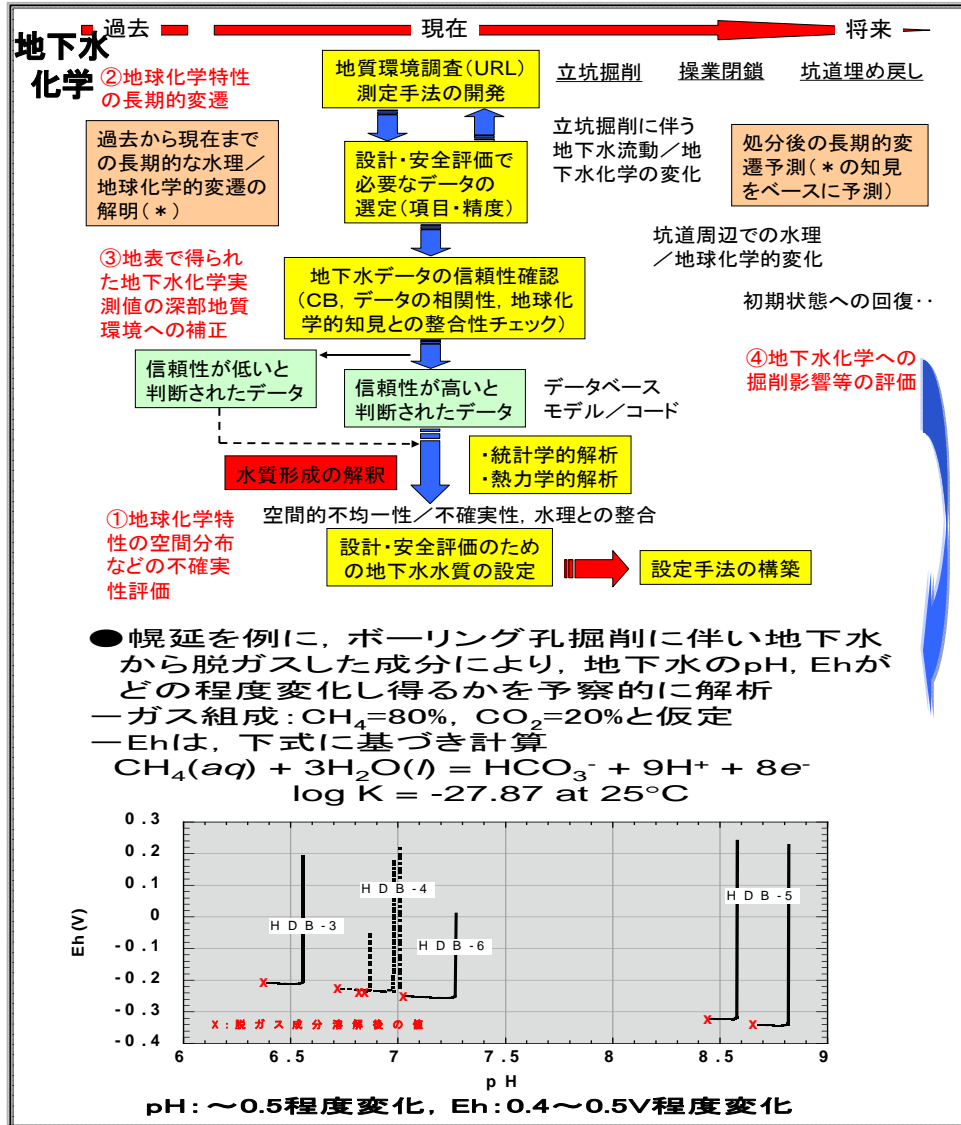 過去 現在 将来
地下水
化学
②地球化学特性
の長期的変遷
過去から現在まで
の長期的な水理／
地球化学的変遷の
解明(＊)
地質環境調査(URL)
測定手法の開発
設計・安全評価で
必要なデータの
選定(項目・精度)
立坑掘削 操業閉鎖 坑道埋め戻し
立坑掘削に伴う
地下水流動／地
下水化学の変化
処分後の長期的変
遷予測(＊の知見
をベースに予測)
坑道周辺での水理
／地球化学的変化
初期状態への回復‥
③地表で得られ
た地下水化学実
測値の深部地質
環境への補正
地下水データの信頼性確認
(CB, データの相関性, 地球化
学的知見との整合性チェック)
④地下水化学への
掘削影響等の評価
信頼性が低いと
判断されたデータ
信頼性が高いと
判断されたデータ
データベース
モデル／コード
水質形成の解釈
・統計学的解析
・熱力学的解析
①地球化学特
性の空間分布
などの不確実
性評価
空間的不均一性／不確実性, 水理との整合
設計・安全評価のため
の地下水水質の設定
設定手法の構築
●幌延を例に, ボーリング孔掘削に伴い地下水
から脱ガスした成分により, 地下水のpH, Ehが
どの程度変化し得るかを予察的に解析
－ガス組成：CH₄=80%, CO₂=20%と仮定
－Ehは, 下式に基づき計算
CH₄(aq) + 3H₂O(l) = HCO₃⁻ + 9H⁺ + 8e⁻
log K = -27.87 at 25°C
Eh(V)
0.3
0.2
0.1
0
-0.1
-0.2
-0.3
-0.4
HDB-3
HDB-4
HDB-6
HDB-5
X：脱ガス成分溶解後の値
6 6.5 7 7.5 8 8.5 9
pH
pH：～0.5程度変化, Eh：0.4～0.5V程度変化